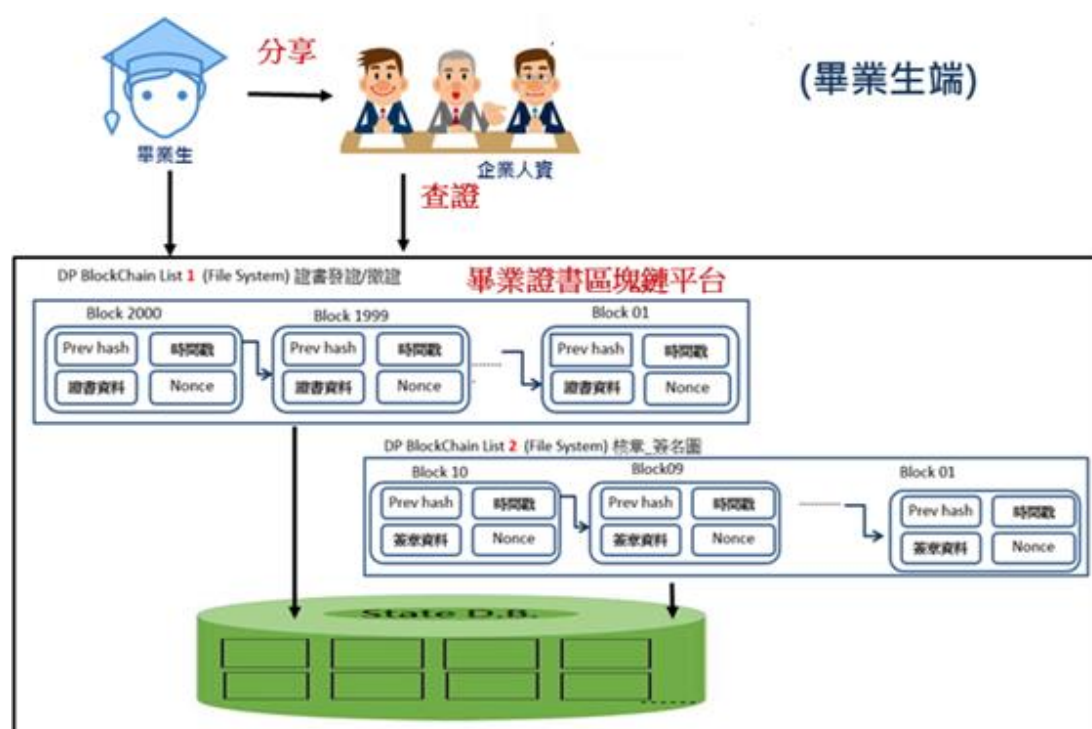 分享
(畢業生端)
畢業生
企業人資
查證
DP BlockChain List 1 (File System) 證書發證/撤證
畢業證書區塊鏈平台
Block 2000
Block 1999
Block 01
Prev hash 時間戳
Prev hash 時間戳
Prev hash 時間戳
證書資料 Nonce
證書資料 Nonce
證書資料 Nonce
DP BlockChain List 2 (File System) 核章_簽名圖
Block 10
Block09
Block 01
Prev hash 時間戳
Prev hash 時間戳
Prev hash 時間戳
簽章資料 Nonce
簽章資料 Nonce
簽章資料 Nonce
State D.B.